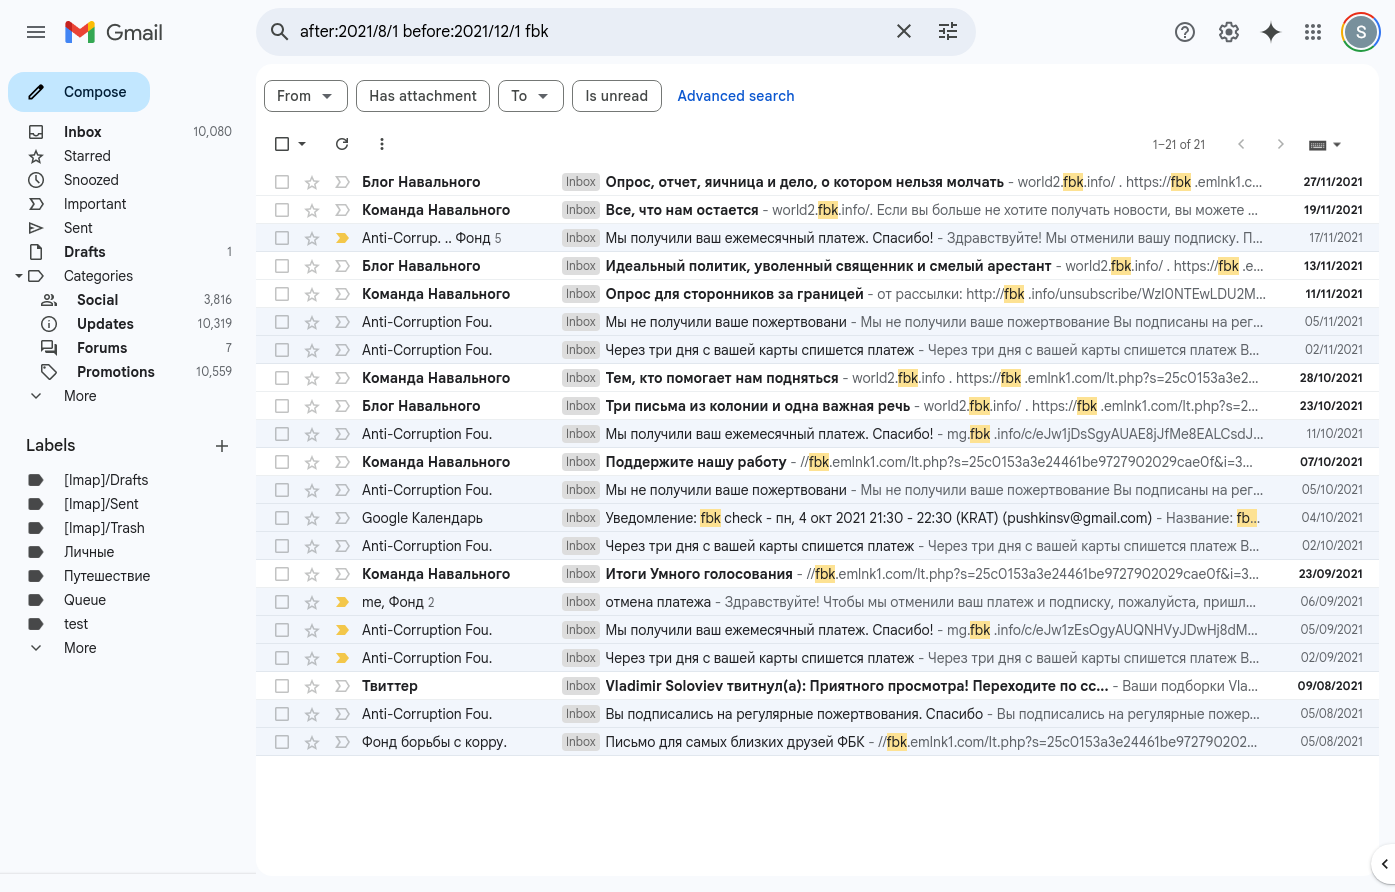 Gmail
after:2021/8/1 before:2021/12/1 fbk
S
Compose
Inbox 10,080
Starred
Snoozed
Important
Sent
Drafts 1
Categories
Social 3,816
Updates 10,319
Forums 7
Promotions 10,559
More
Labels
[Imap]/Drafts
[Imap]/Sent
[Imap]/Trash
Личные
Путешествие
Queue
test
More
From Has attachment To Is unread Advanced search
1–21 of 21
Блог Навального Inbox Опрос, отчет, яичница и дело, о котором нельзя молчать - world2.fbk.info/ . https://fbk .emlnk1.c... 27/11/2021
Команда Навального Inbox Все, что нам остается - world2.fbk.info/. Если вы больше не хотите получать новости, вы можете ... 19/11/2021
Anti-Corrup. .. Фонд 5 Inbox Мы получили ваш ежемесячный платеж. Спасибо! - Здравствуйте! Мы отменили вашу подписку. П... 17/11/2021
Блог Навального Inbox Идеальный политик, уволенный священник и смелый арестант - world2.fbk.info/ . https://fbk .e... 13/11/2021
Команда Навального Inbox Опрос для сторонников за границей - от рассылки: http://fbk .info/unsubscribe/WzI0NTEwLDU2M... 11/11/2021
Anti-Corruption Fou. Inbox Мы не получили ваше пожертвовани - Мы не получили ваше пожертвование Вы подписаны на рег... 05/11/2021
Anti-Corruption Fou. Inbox Через три дня с вашей карты спишется платеж - Через три дня с вашей карты спишется платеж В... 02/11/2021
Команда Навального Inbox Тем, кто помогает нам подняться - world2.fbk.info . https://fbk .emlnk1.com/lt.php?s=25c0153a3e2... 28/10/2021
Блог Навального Inbox Три письма из колонии и одна важная речь - world2.fbk.info/ . https://fbk .emlnk1.com/lt.php?s=2... 23/10/2021
Anti-Corruption Fou. Inbox Мы получили ваш ежемесячный платеж. Спасибо! - mg.fbk .info/c/eJw1jDsSgyAUAE8jJfMe8EALCsdJ... 11/10/2021
Команда Навального Inbox Поддержите нашу работу - //fbk.emlnk1.com/lt.php?s=25c0153a3e24461be9727902029cae0f&i=3... 07/10/2021
Anti-Corruption Fou. Inbox Мы не получили ваше пожертвовани - Мы не получили ваше пожертвование Вы подписаны на рег... 05/10/2021
Google Календарь Inbox Уведомление: fbk check - пн, 4 окт 2021 21:30 - 22:30 (KRAT) (pushkinsv@gmail.com) - Название: fb... 04/10/2021
Anti-Corruption Fou. Inbox Через три дня с вашей карты спишется платеж - Через три дня с вашей карты спишется платеж В... 02/10/2021
Команда Навального Inbox Итоги Умного голосования - //fbk.emlnk1.com/lt.php?s=25c0153a3e24461be9727902029cae0f&i=3... 23/09/2021
me, Фонд 2 Inbox отмена платежа - Здравствуйте! Чтобы мы отменили ваш платеж и подписку, пожалуйста, пришл... 06/09/2021
Anti-Corruption Fou. Inbox Мы получили ваш ежемесячный платеж. Спасибо! - mg.fbk .info/c/eJw1zEsOgyAUQNHVyJDwHj8dM... 05/09/2021
Anti-Corruption Fou. Inbox Через три дня с вашей карты спишется платеж - Через три дня с вашей карты спишется платеж В... 02/09/2021
Твиттер Inbox Vladimir Soloviev твитнул(а): Приятного просмотра! Переходите по сс... - Ваши подборки Vla... 09/08/2021
Anti-Corruption Fou. Inbox Вы подписались на регулярные пожертвования. Спасибо - Вы подписались на регулярные пожер... 05/08/2021
Фонд борьбы с корру. Inbox Письмо для самых близких друзей ФБК - //fbk.emlnk1.com/lt.php?s=25c0153a3e24461be972790202... 05/08/2021